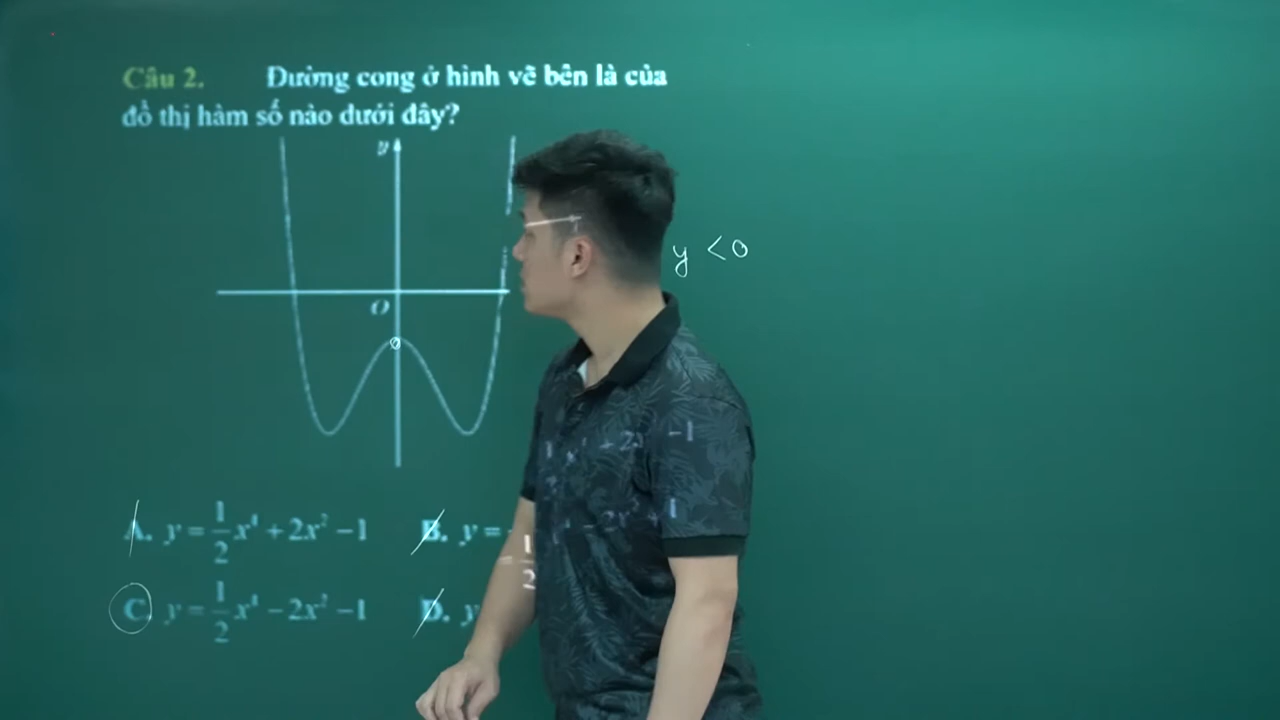 Câu 2. Đường cong ở hình vẽ bên là của
đồ thị hàm số nào dưới đây?
y
O
y < 0
A. y = 1/2 x⁴ + 2x² − 1
B. y =
C. y = 1/2 x⁴ − 2x² − 1
D. y